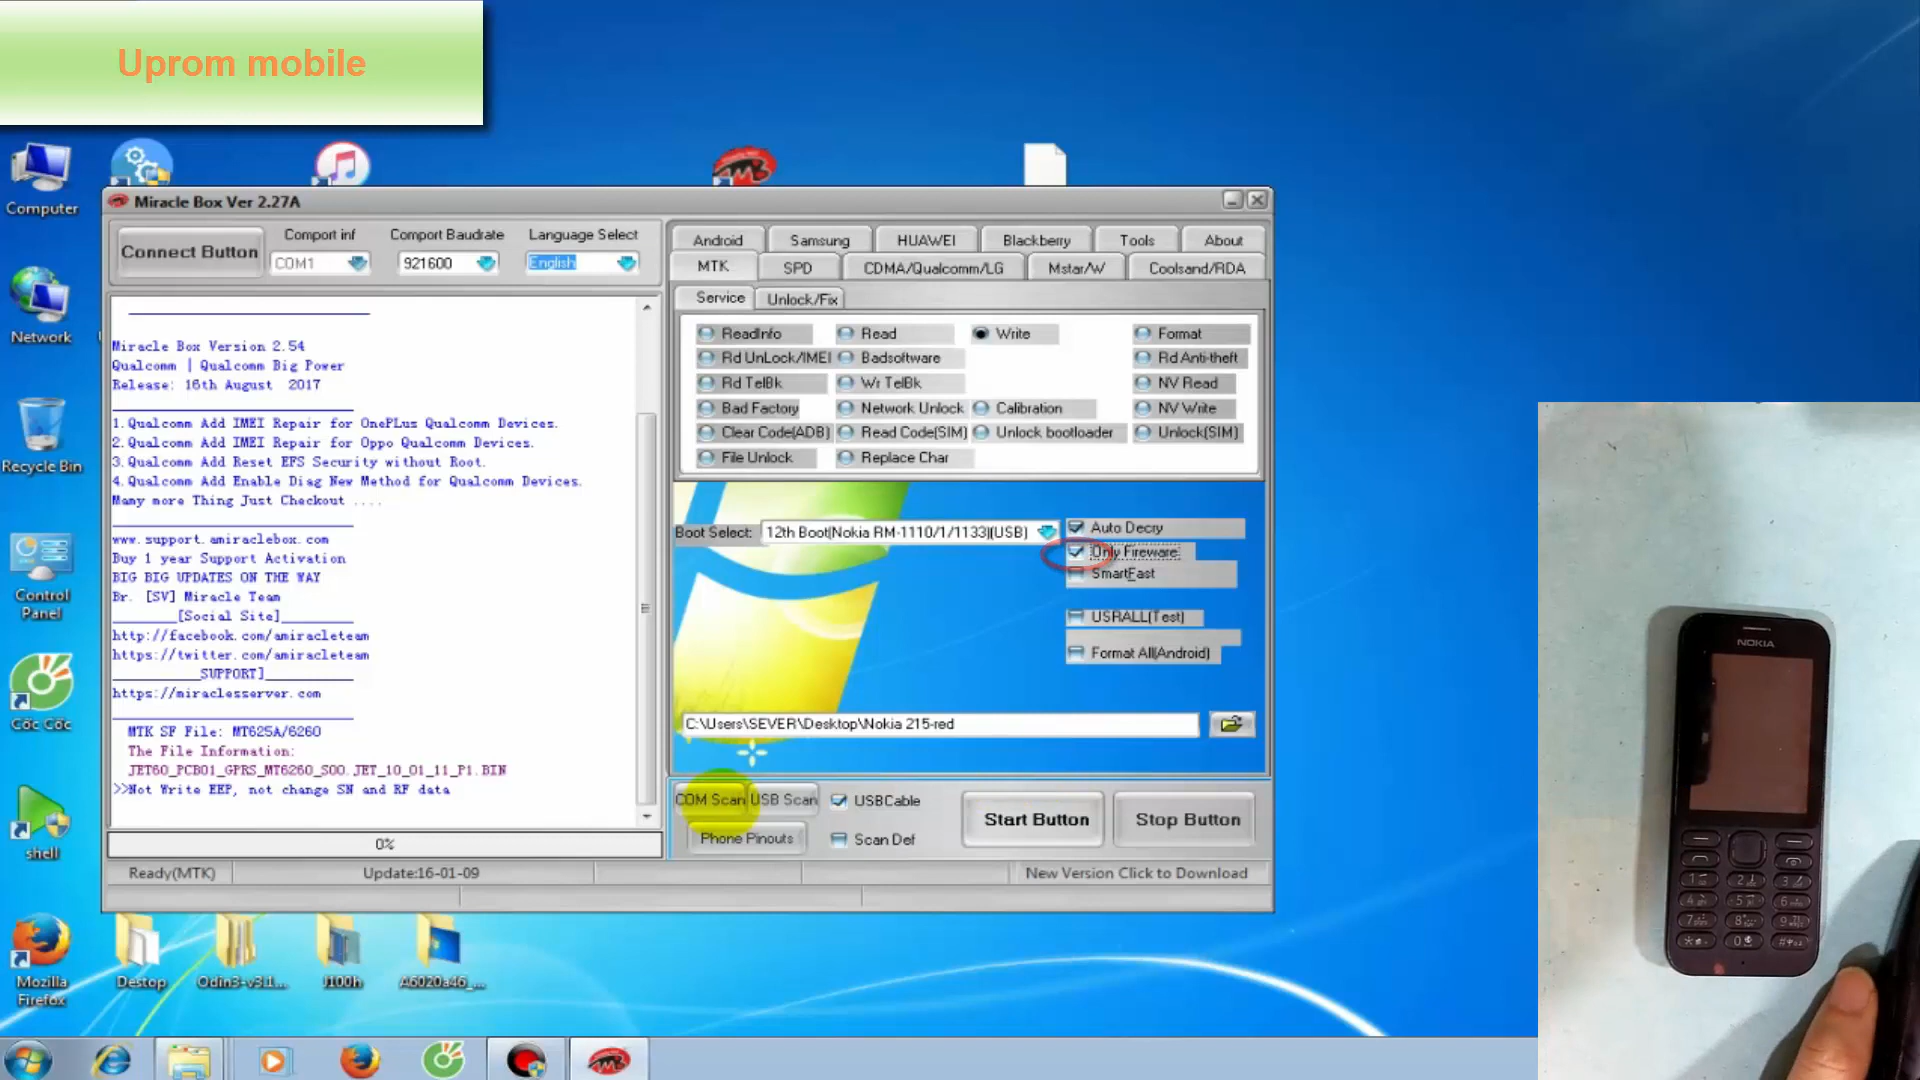 Uprom mobile
Computer
Network
Recycle Bin
Control
Panel
Cốc Cốc
shell
Mozilla
Firefox
Destop
Odin3-v3.1...
J100h
A6020a46_...
Miracle Box Ver 2.27A
Connect Button
Comport inf
COM1
Comport Baudrate
921600
Language Select
English
Miracle Box Version 2.54
Qualcomm | Qualcomm Big Power
Release: 16th August 2017
1.Qualcomm Add IMEI Repair for OnePLus Qualcomm Devices.
2.Qualcomm Add IMEI Repair for Oppo Qualcomm Devices.
3.Qualcomm Add Reset EFS Security without Root.
4.Qualcomm Add Enable Diag New Method for Qualcomm Devices.
Many more Thing Just Checkout ....
www.support.amiraclebox.com
Buy 1 year Support Activation
BIG BIG UPDATES ON THE WAY
Br. [SV] Miracle Team
[Social Site]
http://facebook.com/amiracleteam
https://twitter.com/amiracleteam
SUPPORT]
https://miraclesserver.com
MTK SF File: MT625A/6260
The File Information:
JET60_PCB01_GPRS_MT6260_S00.JET_10_01_11_P1.BIN
>>Not Write EEP, not change SN and RF data
0%
Ready(MTK)
Update:16-01-09
New Version Click to Download
Android
Samsung
HUAWEI
Blackberry
Tools
About
MTK
SPD
CDMA/Qualcomm/LG
Mstar/W
Coolsand/RDA
Service
Unlock/Fix
ReadInfo
Read
Write
Format
Rd UnLock/IMEI
Badsoftware
Rd Anti-theft
Rd TelBk
Wr TelBk
NV Read
Bad Factory
Network Unlock
Calibration
NV Write
Clear Code(ADB)
Read Code(SIM)
Unlock bootloader
Unlock(SIM)
File Unlock
Replace Char
Boot Select:
12th Boot(Nokia RM-1110/1/1133)(USB)
Auto Decry
Only Fireware
SmartFast
USRALL(Test)
Format All(Android)
C:\Users\SEVER\Desktop\Nokia 215-red
COM Scan
USB Scan
USBCable
Phone Pinouts
Scan Def
Start Button
Stop Button
NOKIA